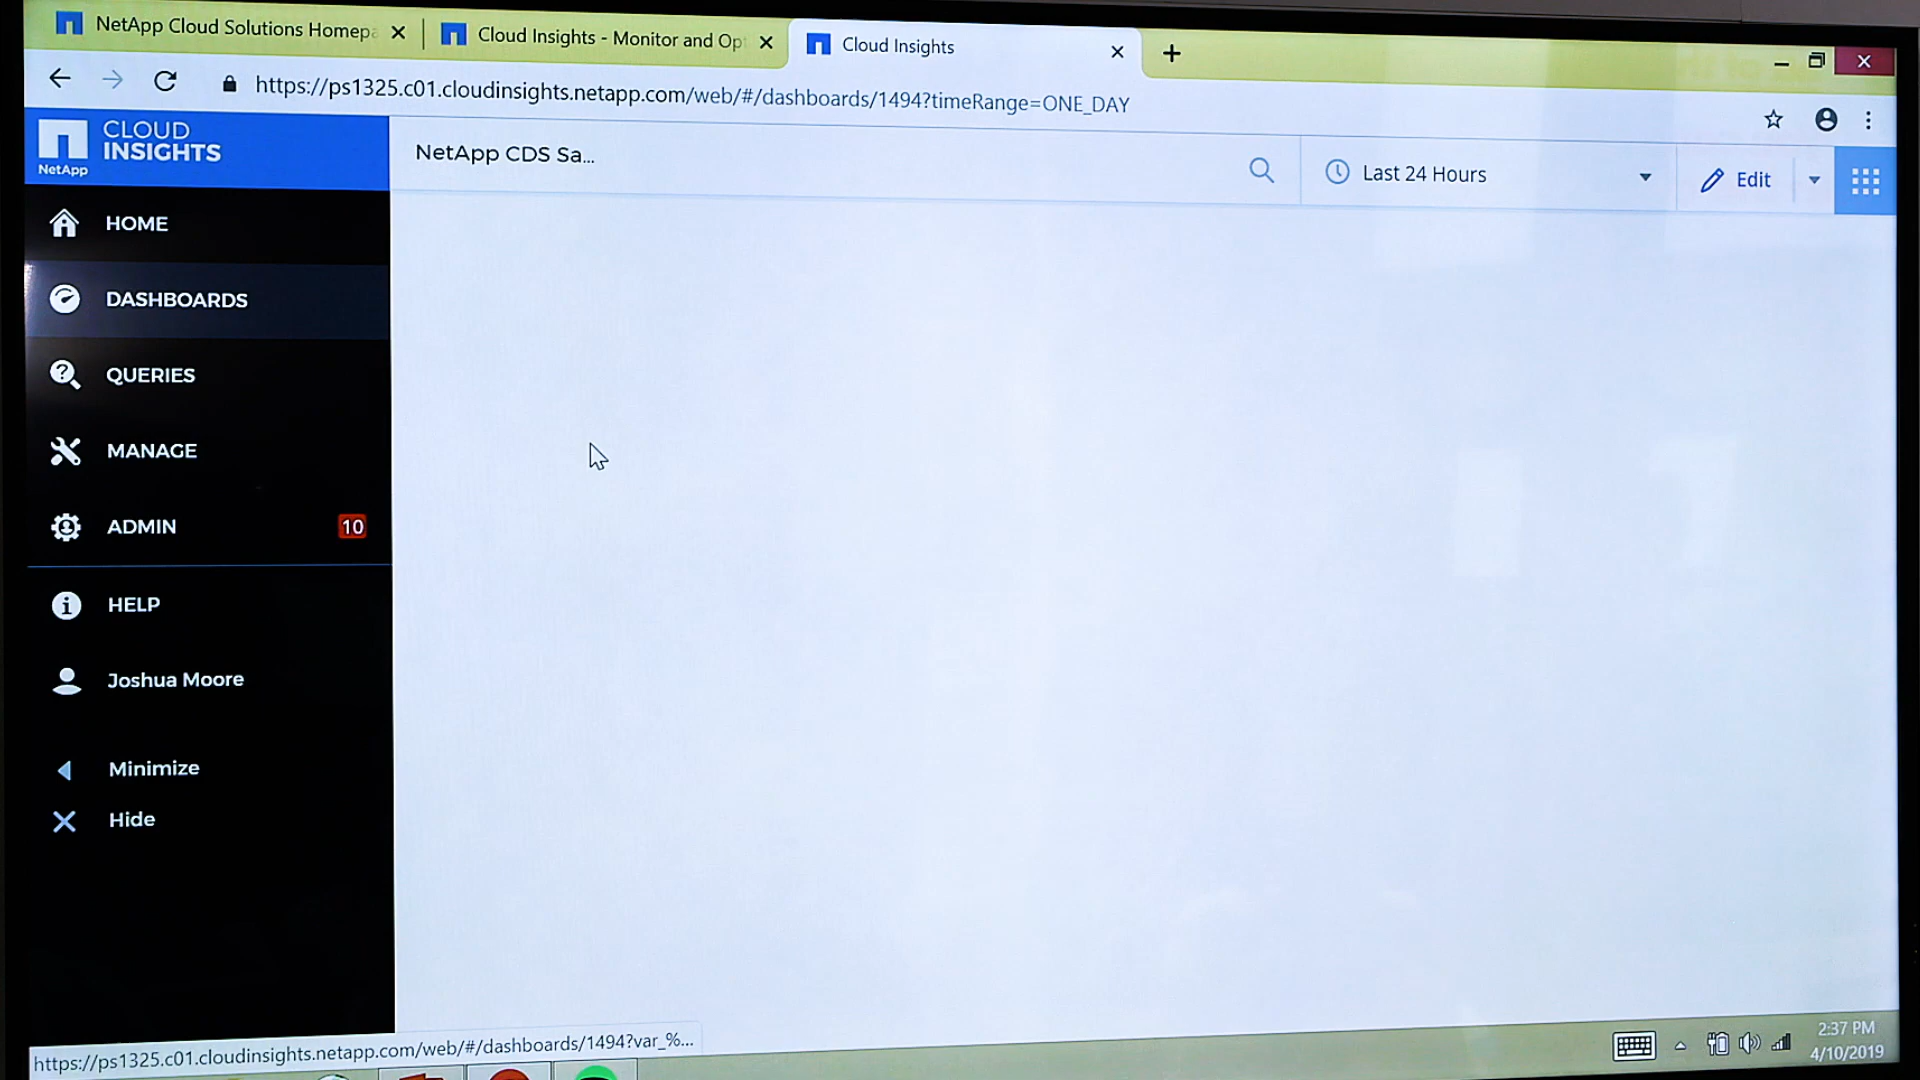 NetApp Cloud Solutions Homepa
Cloud Insights - Monitor and Op
Cloud Insights
https://ps1325.c01.cloudinsights.netapp.com/web/#/dashboards/1494?timeRange=ONE_DAY
NetApp
CLOUD
INSIGHTS
NetApp CDS Sa...
Last 24 Hours
Edit
HOME
DASHBOARDS
QUERIES
MANAGE
ADMIN
10
HELP
Joshua Moore
Minimize
Hide
https://ps1325.c01.cloudinsights.netapp.com/web/#/dashboards/1494?var_%...
2:37 PM
4/10/2019